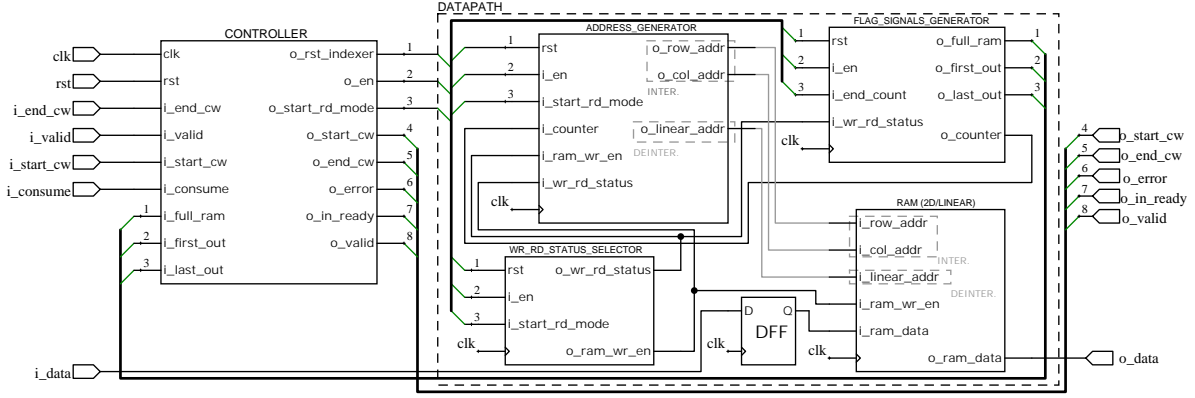 DATAPATH
CONTROLLER
clk
rst
i_end_cw
i_valid
i_start_cw
i_consume
i_data
clk
rst
i_end_cw
i_valid
i_start_cw
i_consume
1 i_full_ram
2 i_first_out
3 i_last_out
o_rst_indexer 1
o_en 2
o_start_rd_mode 3
o_start_cw 4
o_end_cw 5
o_error 6
o_in_ready 7
o_valid 8
ADDRESS_GENERATOR
1 rst
2 i_en
3 i_start_rd_mode
i_counter
i_ram_wr_en
i_wr_rd_status
clk
o_row_addr
o_col_addr
INTER.
o_linear_addr
DEINTER.
FLAG_SIGNALS_GENERATOR
1 rst
2 i_en
3 i_end_count
i_wr_rd_status
clk
o_full_ram 1
o_first_out 2
o_last_out 3
o_counter
WR_RD_STATUS_SELECTOR
1 rst
2 i_en
3 i_start_rd_mode
clk
o_wr_rd_status
o_ram_wr_en
D Q
DFF
clk
RAM (2D/LINEAR)
i_row_addr
i_col_addr
INTER.
i_linear_addr
DEINTER.
i_ram_wr_en
i_ram_data
clk
o_ram_data
4 o_start_cw
5 o_end_cw
6 o_error
7 o_in_ready
8 o_valid
o_data